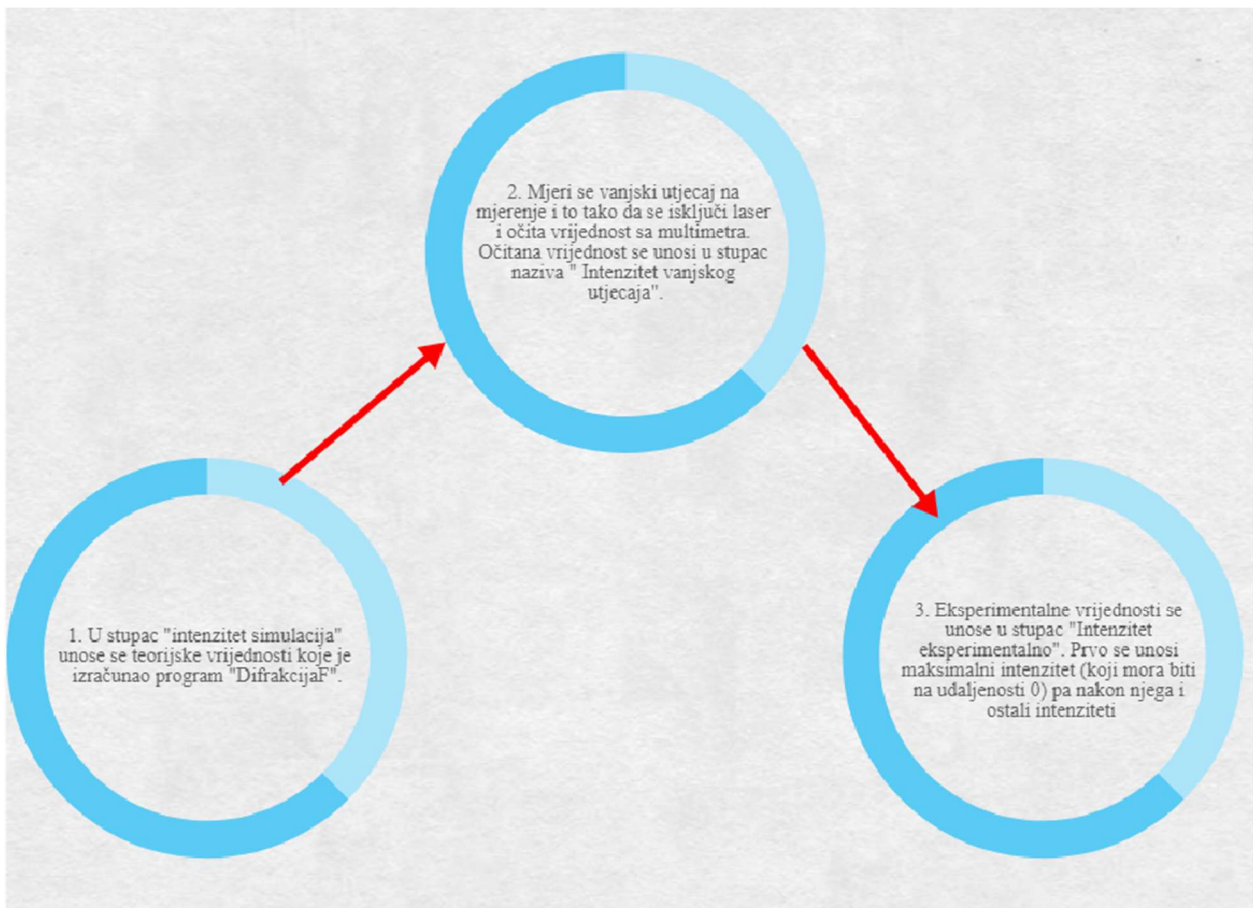 1. U stupac "intenzitet simulacija"
unose se teorijske vrijednosti koje je
izračunao program "DifrakcijaF".
2. Mjeri se vanjski utjecaj na
mjerenje i to tako da se isključi laser
i očita vrijednost sa multimetra.
Očitana vrijednost se unosi u stupac
naziva " Intenzitet vanjskog
utjecaja".
3. Eksperimentalne vrijednosti se
unose u stupac "Intenzitet
eksperimentalno". Prvo se unosi
maksimalni intenzitet (koji mora biti
na udaljenosti 0) pa nakon njega i
ostali intenziteti